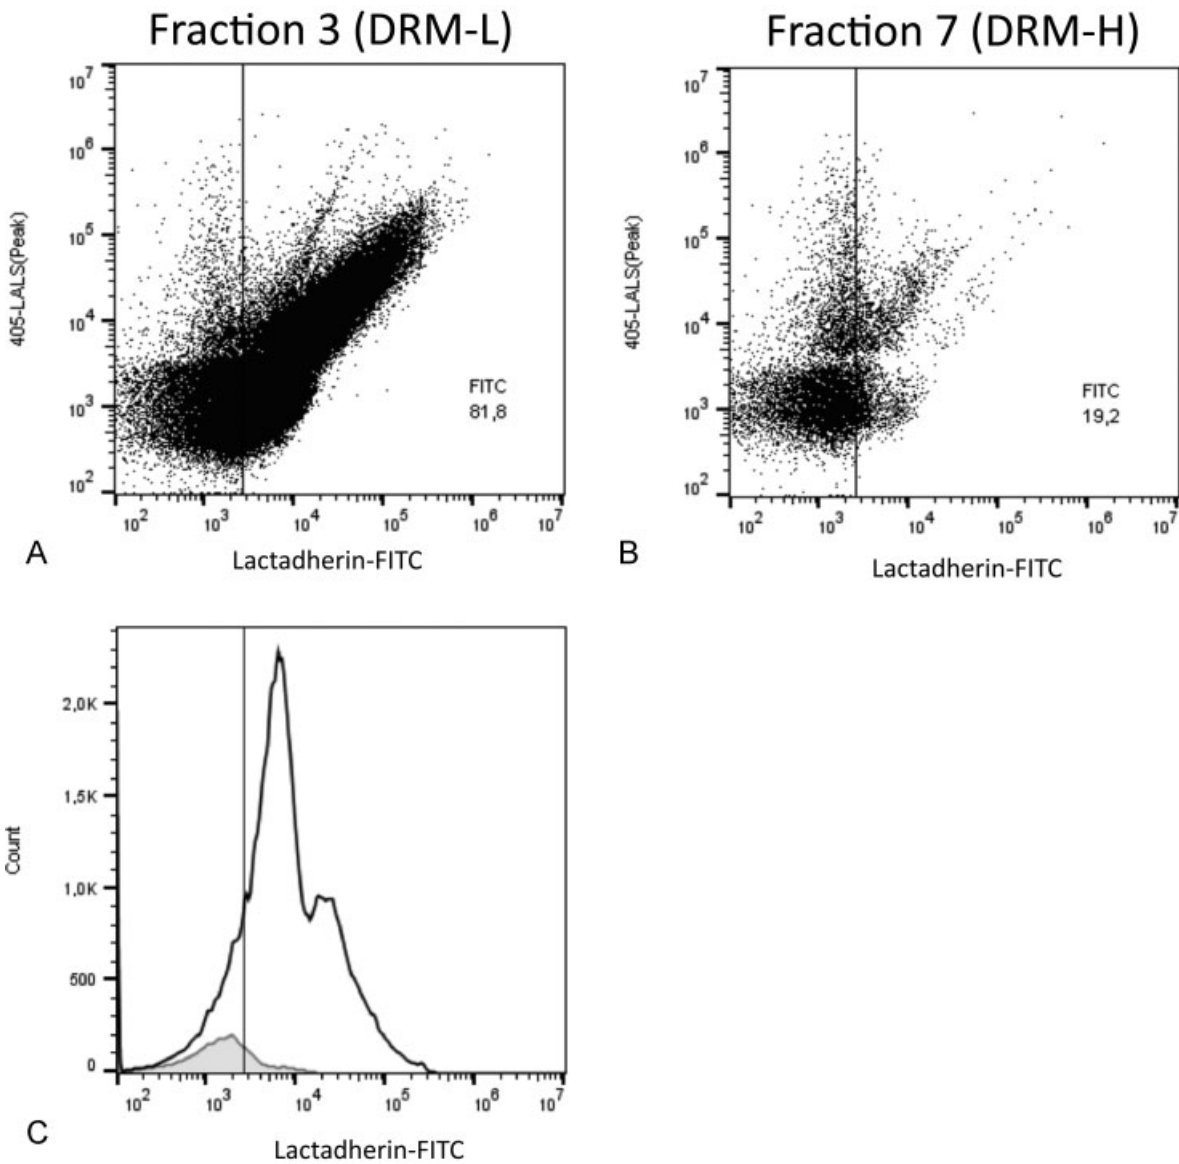 Fraction 3 (DRM-L)
Fraction 7 (DRM-H)
10^7
10^6
10^5
10^4
10^3
10^2
405-LALS(Peak)
FITC
81,8
10^2 10^3 10^4 10^5 10^6 10^7
A
Lactadherin-FITC
10^7
10^6
10^5
10^4
10^3
10^2
405-LALS(Peak)
FITC
19,2
10^2 10^3 10^4 10^5 10^6 10^7
B
Lactadherin-FITC
2,0K
1,5K
1,0K
500
0
Count
10^2 10^3 10^4 10^5 10^6 10^7
C
Lactadherin-FITC